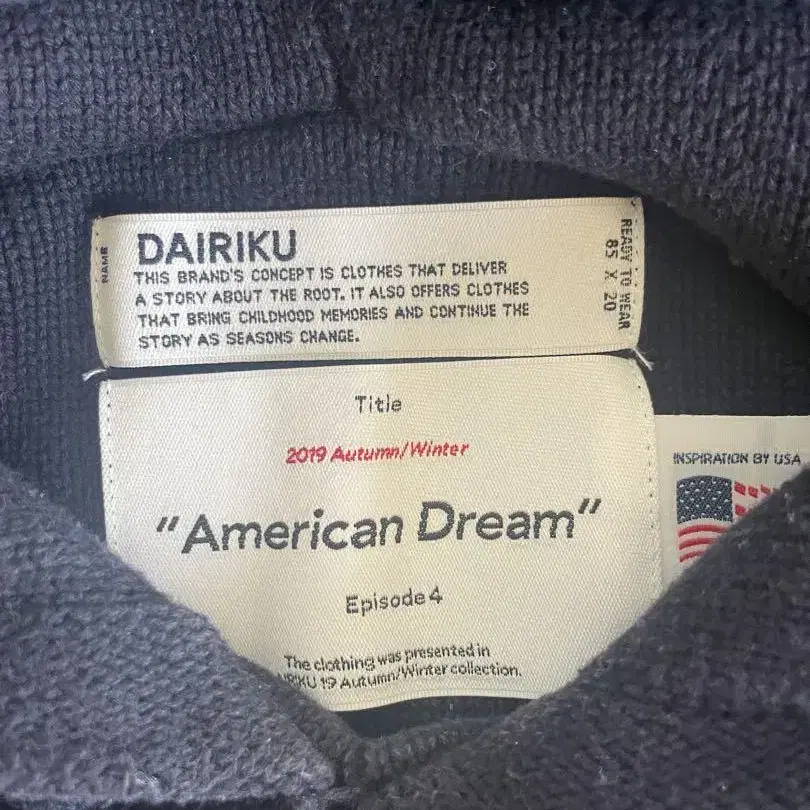 NAME
DAIRIKU
THIS BRAND'S CONCEPT IS CLOTHES THAT DELIVER
A STORY ABOUT THE ROOT. IT ALSO OFFERS CLOTHES
THAT BRING CHILDHOOD MEMORIES AND CONTINUE THE
STORY AS SEASONS CHANGE.
READY TO WEAR
85 X 20
Title
2019 Autumn/Winter
"American Dream"
Episode 4
The clothing was presented in
19 Autumn/Winter collection.
INSPIRATION BY USA